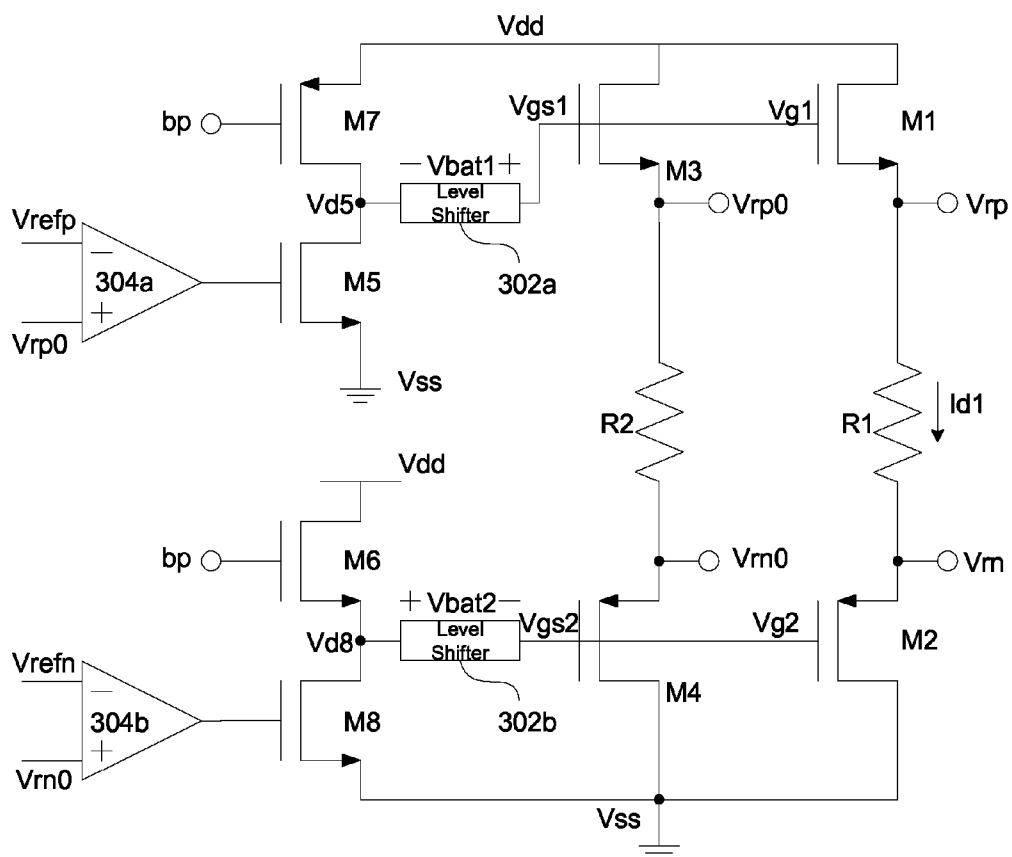 Vdd
bp
M7
Vgs1
Vg1
M1
− Vbat1 +
M3
Vd5
Level
Shifter
Vrp0
Vrp
Vrefp
−
304a
+
Vrp0
M5
302a
Vss
R2
R1
Id1
Vdd
bp
M6
Vrn0
Vrn
+ Vbat2 −
Vgs2
Vg2
Vd8
Level
Shifter
M2
Vrefn
−
304b
+
Vrn0
M8
302b
M4
Vss